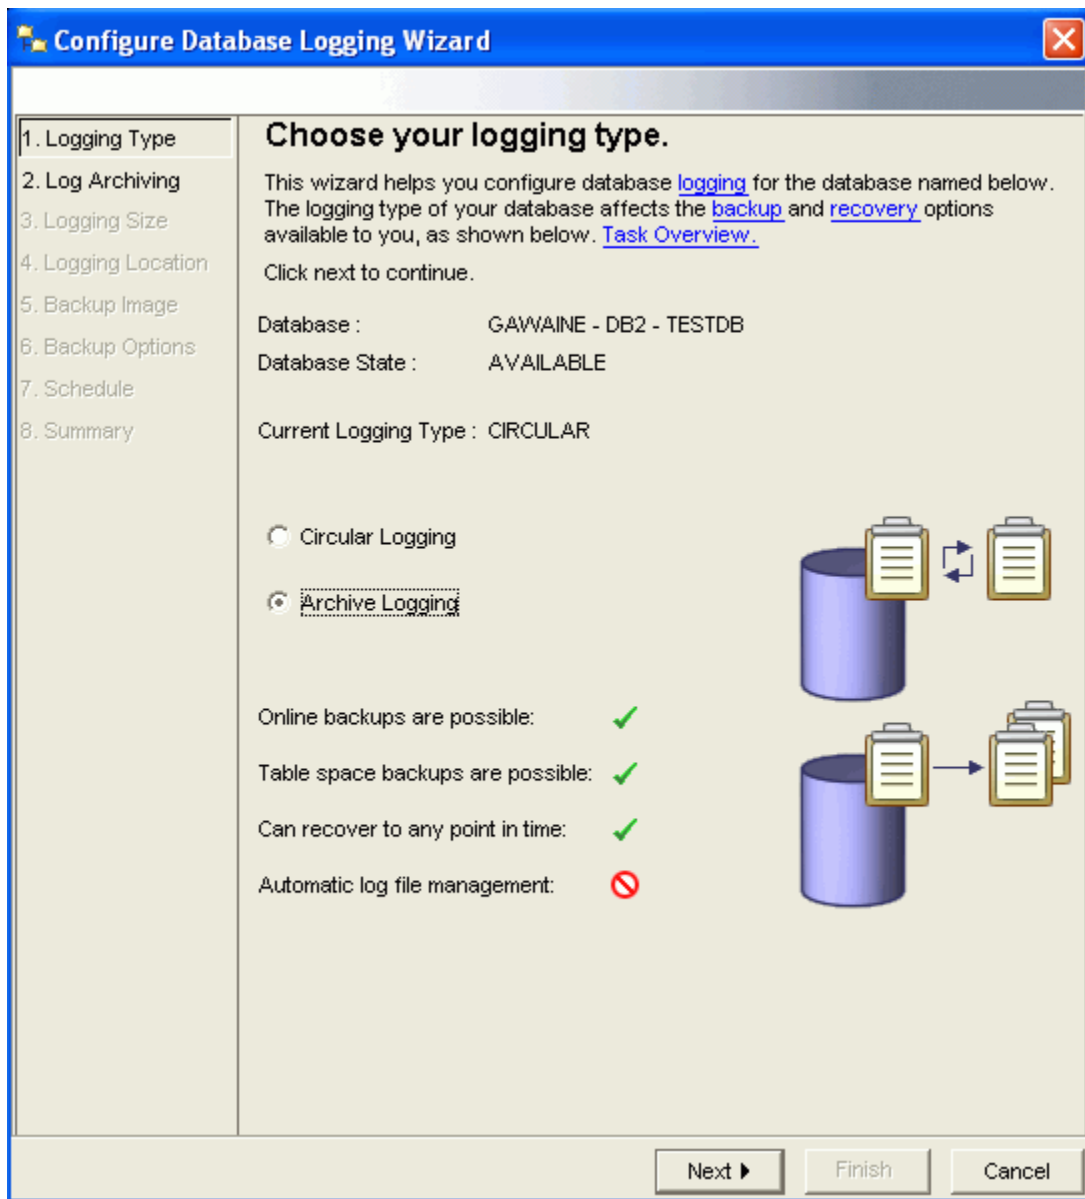 Configure Database Logging Wizard
1. Logging Type
2. Log Archiving
3. Logging Size
4. Logging Location
5. Backup Image
6. Backup Options
7. Schedule
8. Summary
Choose your logging type.
This wizard helps you configure database logging for the database named below.
The logging type of your database affects the backup and recovery options
available to you, as shown below. Task Overview.
Click next to continue.
Database : GAWAINE - DB2 - TESTDB
Database State : AVAILABLE
Current Logging Type : CIRCULAR
Circular Logging
Archive Logging
Online backups are possible:
Table space backups are possible:
Can recover to any point in time:
Automatic log file management:
Next
Finish
Cancel